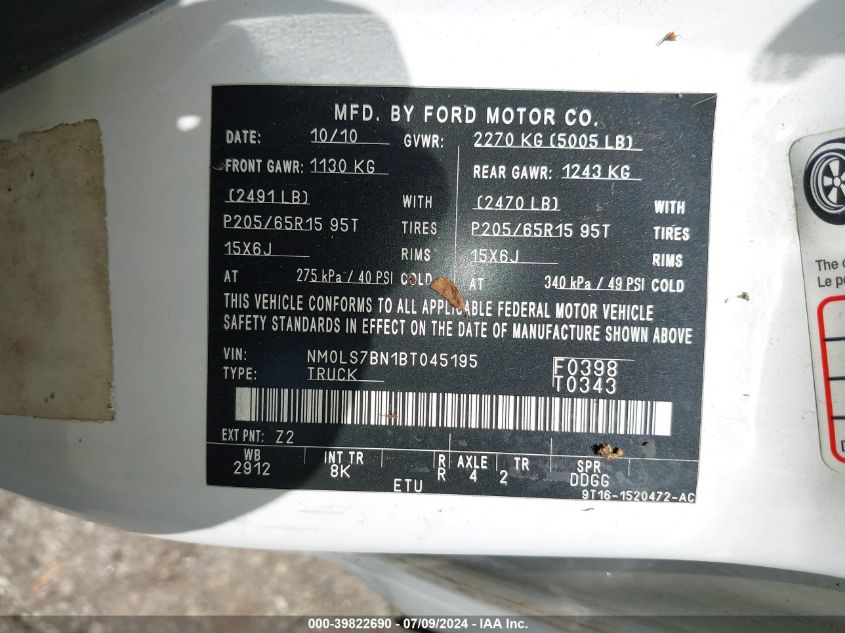 MFD. BY FORD MOTOR CO.
DATE: 10/10 GVWR: 2270 KG (5005 LB)
FRONT GAWR: 1130 KG REAR GAWR: 1243 KG
(2491 LB) WITH (2470 LB) WITH
P205/65R15 95T TIRES P205/65R15 95T TIRES
15X6J RIMS 15X6J RIMS
AT 275 kPa / 40 PSI COLD AT 340 kPa / 49 PSI COLD
THIS VEHICLE CONFORMS TO ALL APPLICABLE FEDERAL MOTOR VEHICLE
SAFETY STANDARDS IN EFFECT ON THE DATE OF MANUFACTURE SHOWN ABOVE
VIN: NM0LS7BN1BT045195 F0398
TYPE: TRUCK T0343
EXT PNT: Z2
WB INT TR R AXLE TR SPR
2912 8K R 4 2 DDGG
ETU 9T16-1520472-AC
The
Le
000-39822690 - 07/09/2024 - IAA Inc.